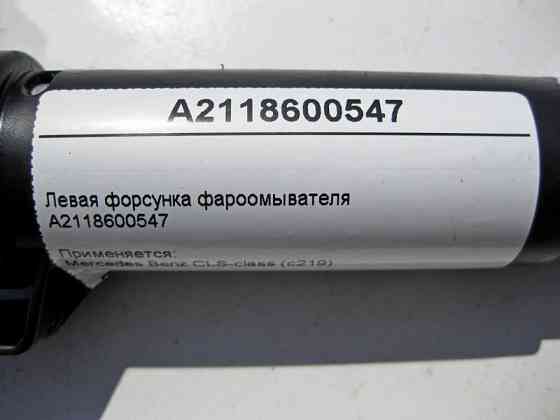 A2118600547
Левая форсунка фароомывателя
A2118600547
Применяется:
Mercedes Benz CLS-class (c219)